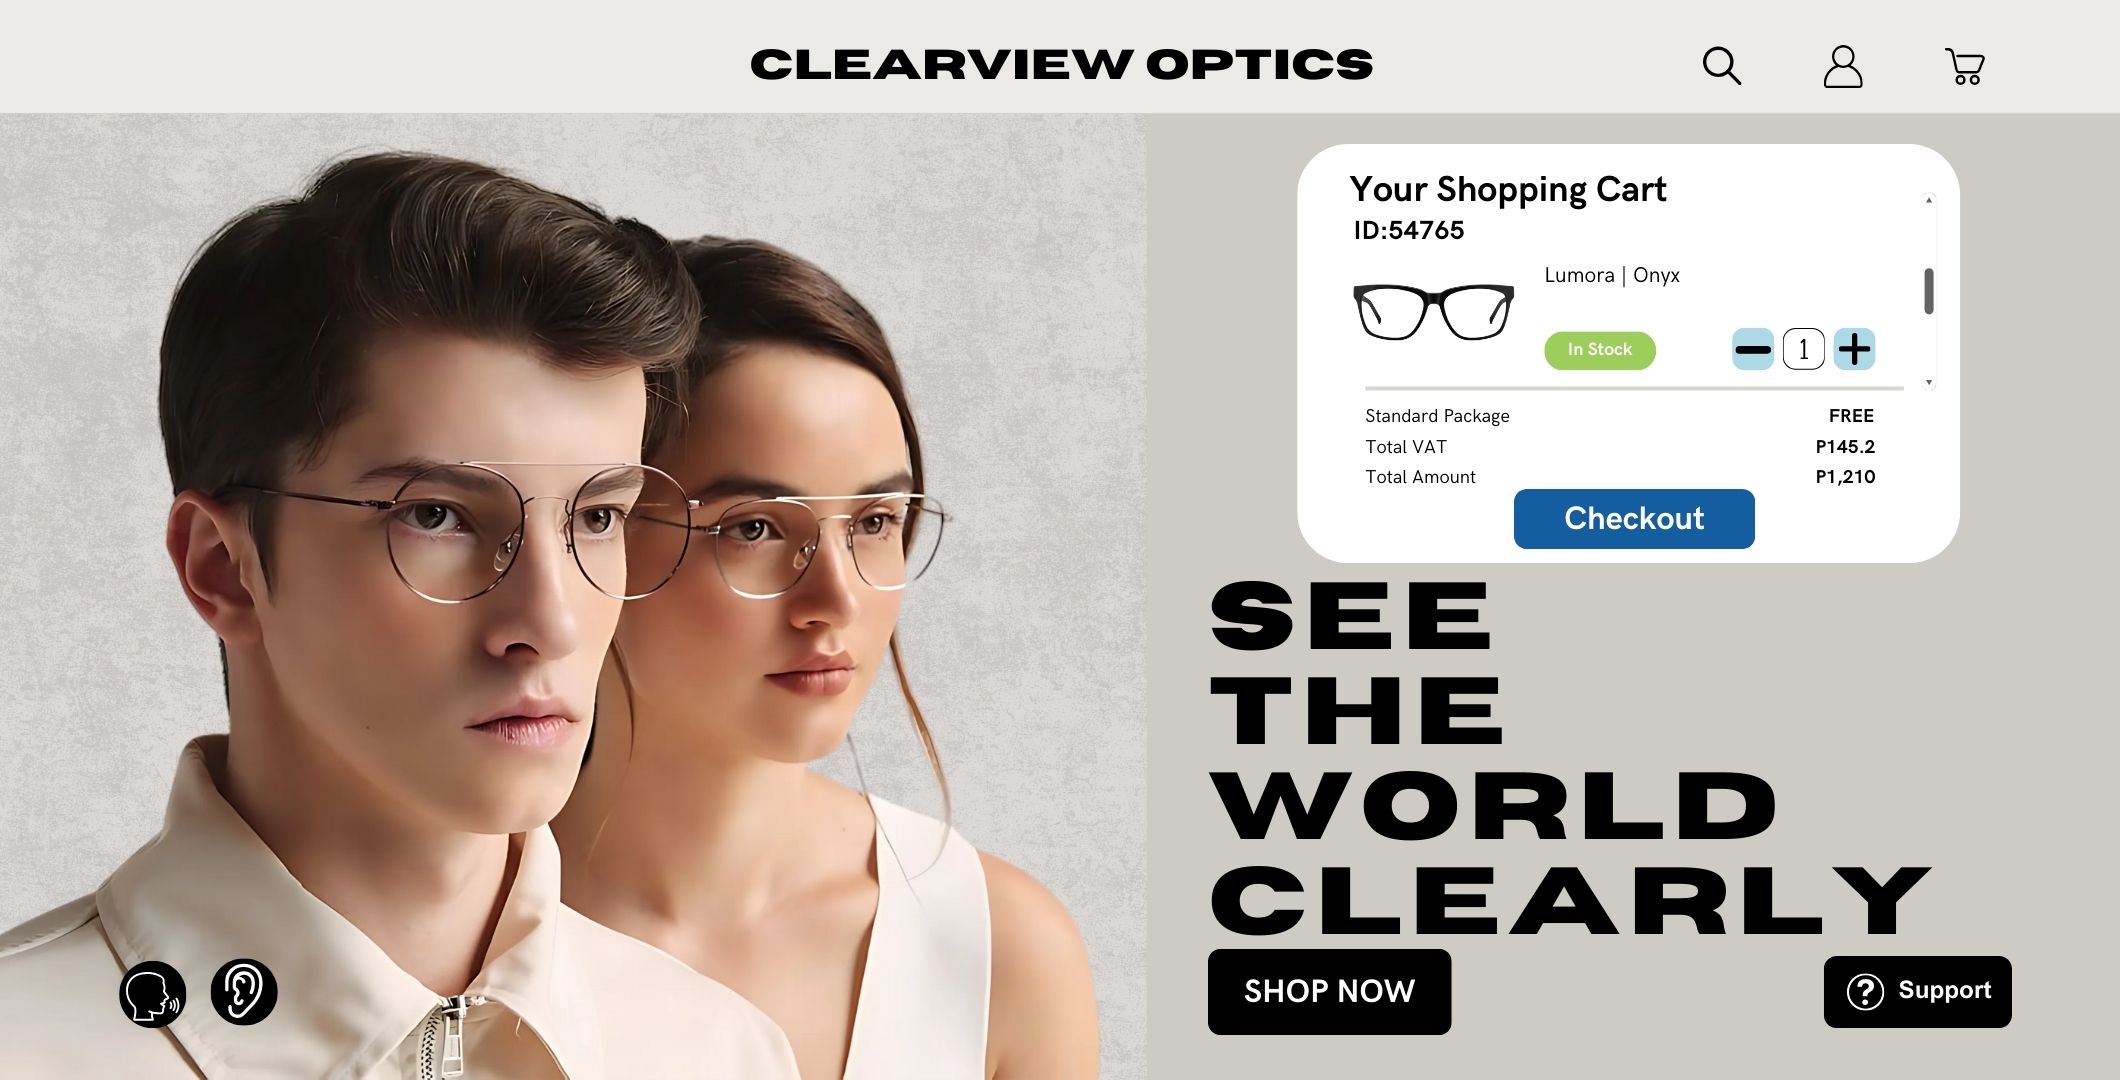 CLEARVIEW OPTICS
Your Shopping Cart
ID:54765
Lumora | Onyx
In Stock
1
Standard Package FREE
Total VAT P145.2
Total Amount P1,210
Checkout
SEE
THE
WORLD
CLEARLY
SHOP NOW
? Support